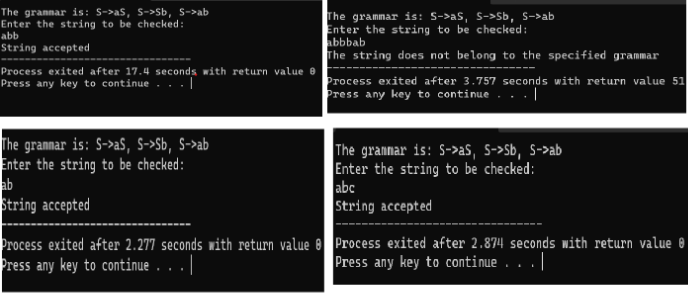 The grammar is: S->aS, S->Sb, S->ab
Enter the string to be checked:
abb
String accepted
--------------------------------
Process exited after 17.4 seconds with return value 0
Press any key to continue . . .
The grammar is: S->aS, S->Sb, S->ab
Enter the string to be checked:
abbbab
The string does not belong to the specified grammar
--------------------------------
Process exited after 3.757 seconds with return value 51
Press any key to continue . . .
The grammar is: S->aS, S->Sb, S->ab
Enter the string to be checked:
ab
String accepted
--------------------------------
Process exited after 2.277 seconds with return value 0
Press any key to continue . . .
The grammar is: S->aS, S->Sb, S->ab
Enter the string to be checked:
abc
String accepted
--------------------------------
Process exited after 2.874 seconds with return value 0
Press any key to continue . . .